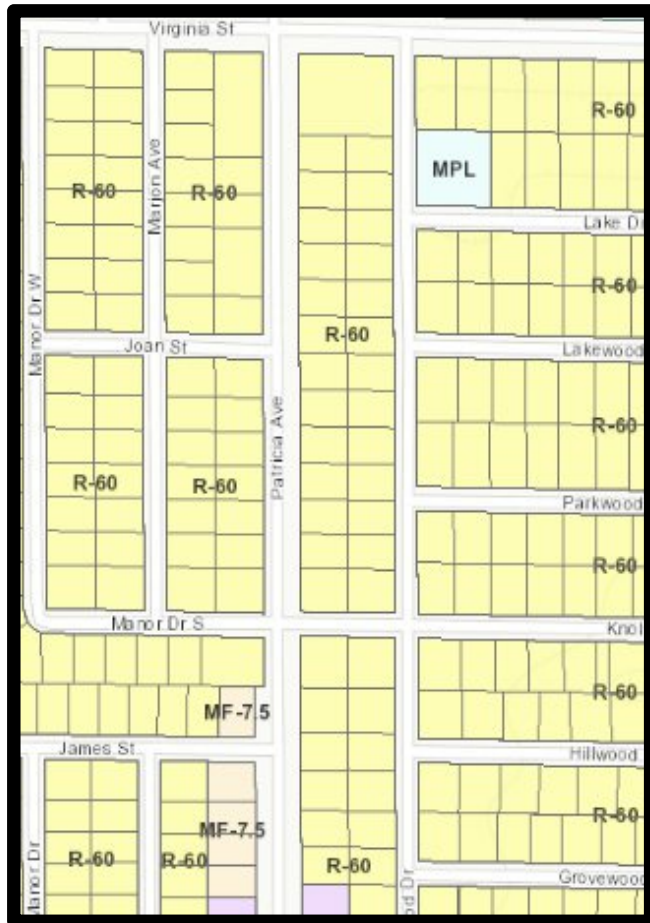 Virginia St
R-60
MPL
R-60
Marion Ave
R-60
Lake Dr
R-60
Manor Dr W
Joan St
R-60
Lakewood
Patricia Ave
R-60
R-60
R-60
Parkwood
R-60
Manor Dr S
Knol
R-60
MF-7.5
James St
Hillwood
MF-7.5
R-60
R-60
R-60
R-60
Manor Dr
od Dr
Grovewood